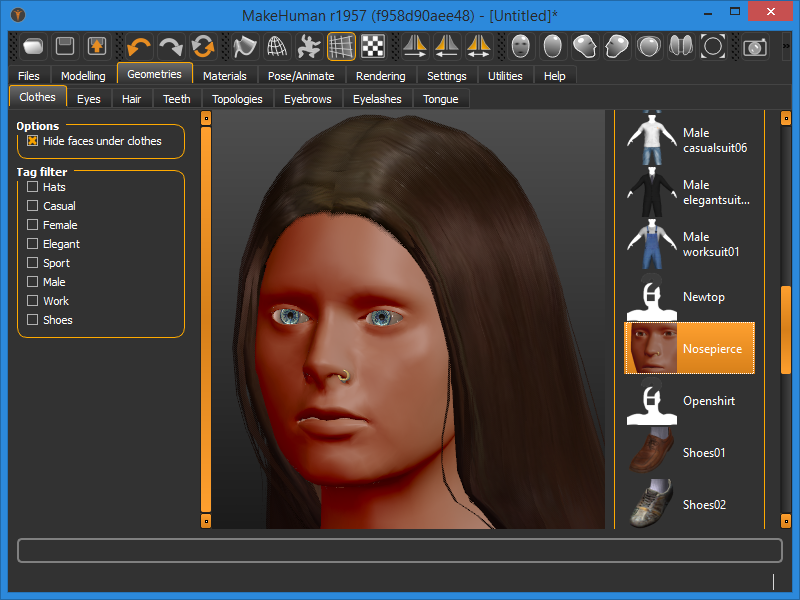 MakeHuman r1957 (f958d90aee48) - [Untitled]*
Files Modelling Geometries Materials Pose/Animate Rendering Settings Utilities Help
Clothes Eyes Hair Teeth Topologies Eyebrows Eyelashes Tongue
Options
Hide faces under clothes
Tag filter
Hats
Casual
Female
Elegant
Sport
Male
Work
Shoes
Male
casualsuit06
Male
elegantsuit...
Male
worksuit01
Newtop
Nosepierce
Openshirt
Shoes01
Shoes02